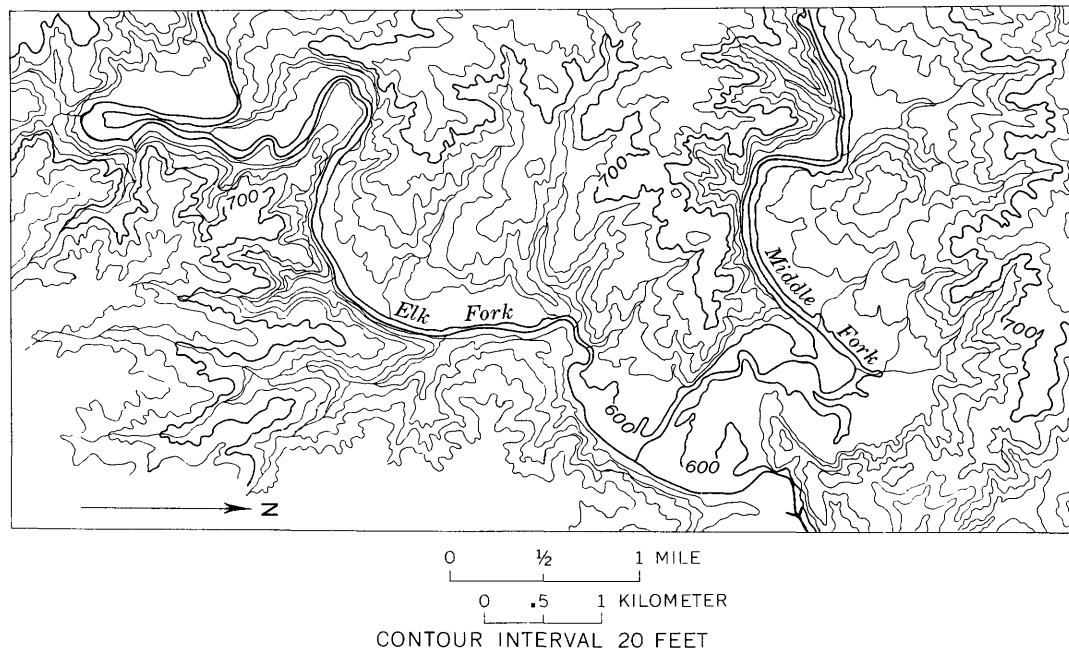 700
700
Middle Fork
Elk Fork
700
600
600
N
0 ½ 1 MILE
0 .5 1 KILOMETER
CONTOUR INTERVAL 20 FEET